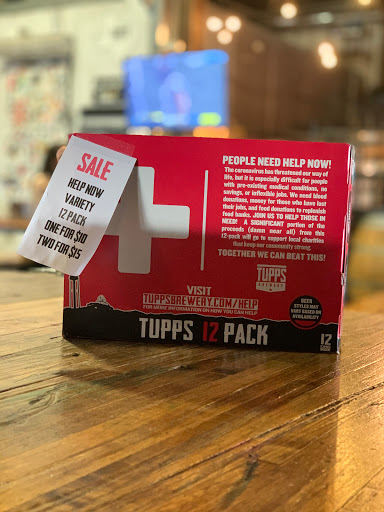 SALE
HELP NOW
VARIETY
12 PACK
ONE FOR $10
TWO FOR $15
PEOPLE NEED HELP NOW!
The coronavirus has threatened our way of
life, but it is especially difficult for people
with pre-existing medical conditions, no
savings, or inflexible jobs. We need blood
donations, money for those who have lost
their jobs, and food donations to replenish
food banks. JOIN US TO HELP THOSE IN
NEED! A SIGNIFICANT portion of the
proceeds (damn near all) from this
12-pack will go to support local charities
that keep our community strong.
TOGETHER WE CAN BEAT THIS!
TUPPS
BREWERY
VISIT
TUPPSBREWERY.COM/HELP
FOR MORE INFORMATION ON HOW YOU CAN HELP
BEER
STYLES MAY
VARY BASED ON
AVAILABILITY
TUPPS 12 PACK
12